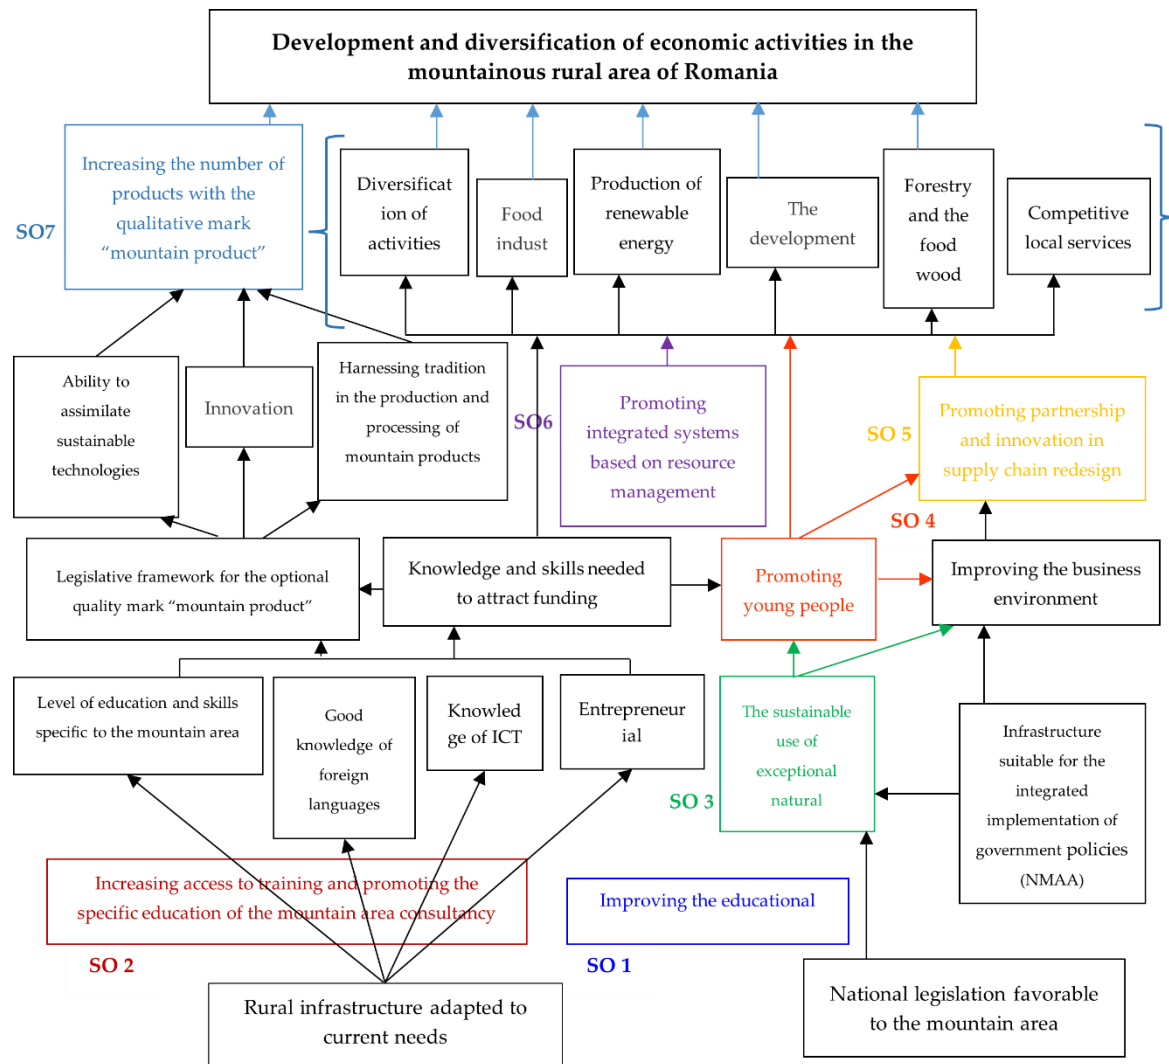 Development and diversification of economic activities in the
mountainous rural area of Romania
Increasing the number of
products with the
qualitative mark
“mountain product”
SO7
Diversificat
ion of
activities
Food
indust
Production of
renewable
energy
The
development
Forestry
and the
food
wood
Competitive
local services
Ability to
assimilate
sustainable
technologies
Innovation
Harnessing tradition
in the production and
processing of
mountain products
SO6
Promoting
integrated systems
based on resource
management
SO 5
Promoting partnership
and innovation in
supply chain redesign
SO 4
Legislative framework for the optional
quality mark “mountain product”
Knowledge and skills needed
to attract funding
Promoting
young people
Improving the business
environment
Level of education and skills
specific to the mountain area
Good
knowledge of
foreign
languages
Knowled
ge of ICT
Entrepreneur
ial
SO 3
The sustainable
use of
exceptional
natural
Infrastructure
suitable for the
integrated
implementation of
government policies
(NMAA)
Increasing access to training and promoting the
specific education of the mountain area consultancy
SO 2
Improving the educational
SO 1
Rural infrastructure adapted to
current needs
National legislation favorable
to the mountain area